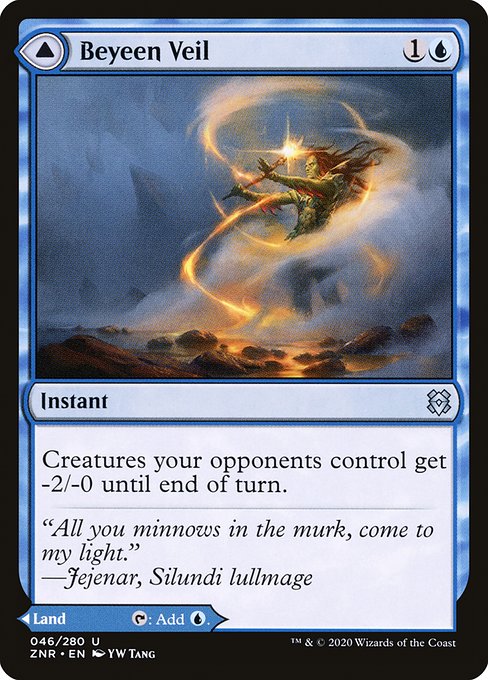 Beyeen Veil 1
Instant
Creatures your opponents control get
-2/-0 until end of turn.
“All you minnows in the murk, come to
my light.”
—Jejenar, Silundi lullmage
Land : Add .
046/280 U
ZNR • EN YW Tang
™ & © 2020 Wizards of the Coast